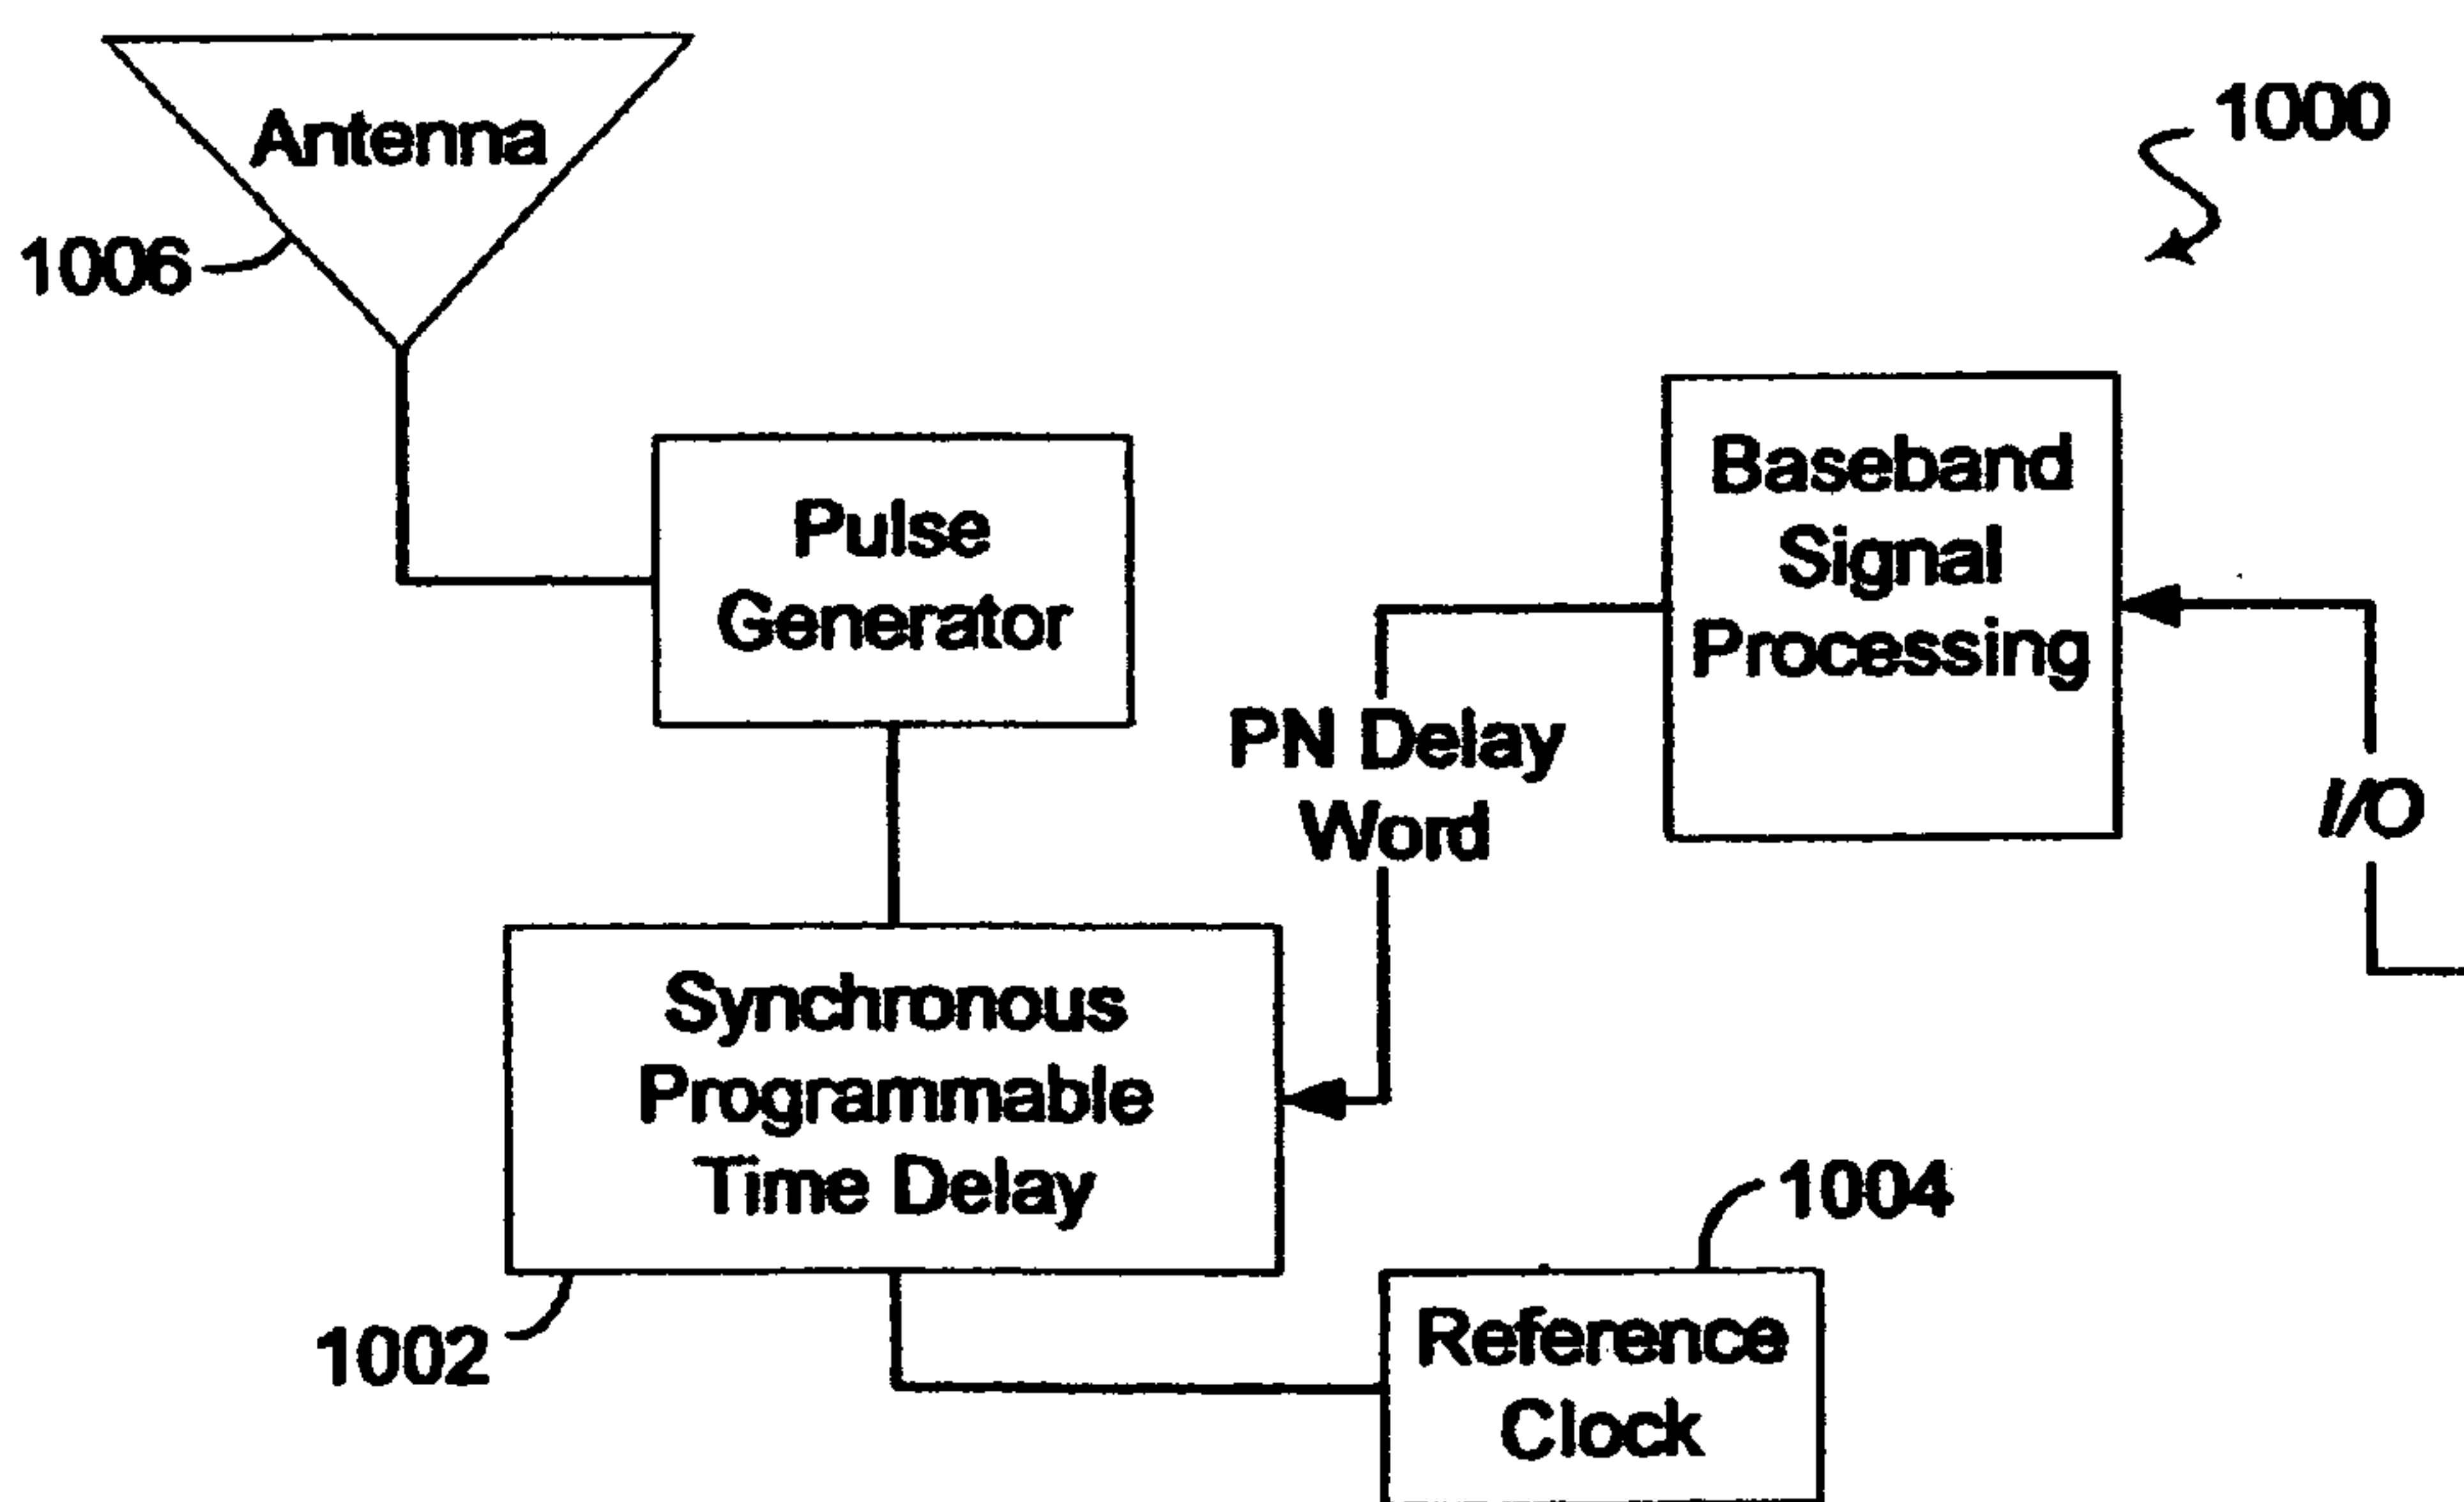 Antenna
1000
1006
Baseband
Signal
Processing
Pulse
Generator
PN Delay
Word
I/O
Synchronous
Programmable
Time Delay
1004
1002
Reference
Clock